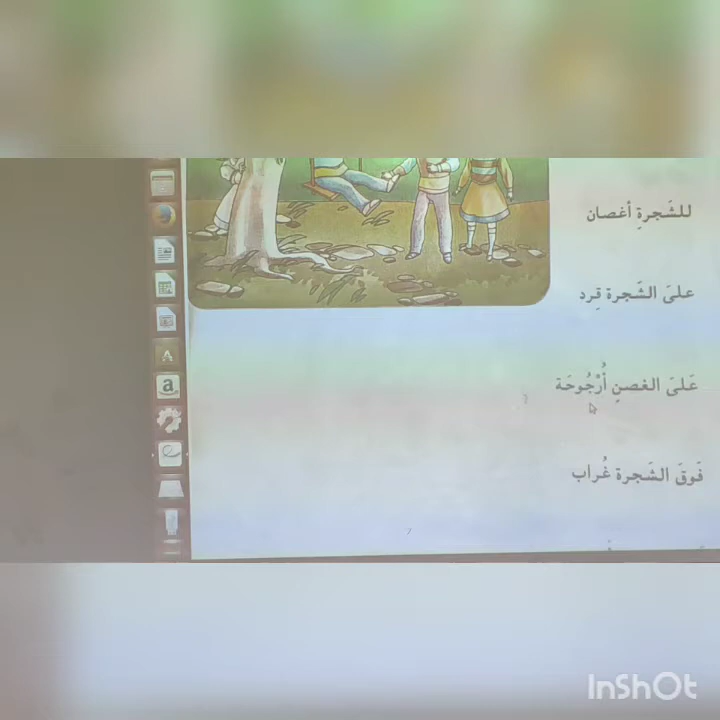 للشَجرةِ أغصان
علىَ الشّجرة قِرد
عَلىَ الغصنِ أُرْجُوحَة
فَوقَ الشَجرة غُراب
InShOt